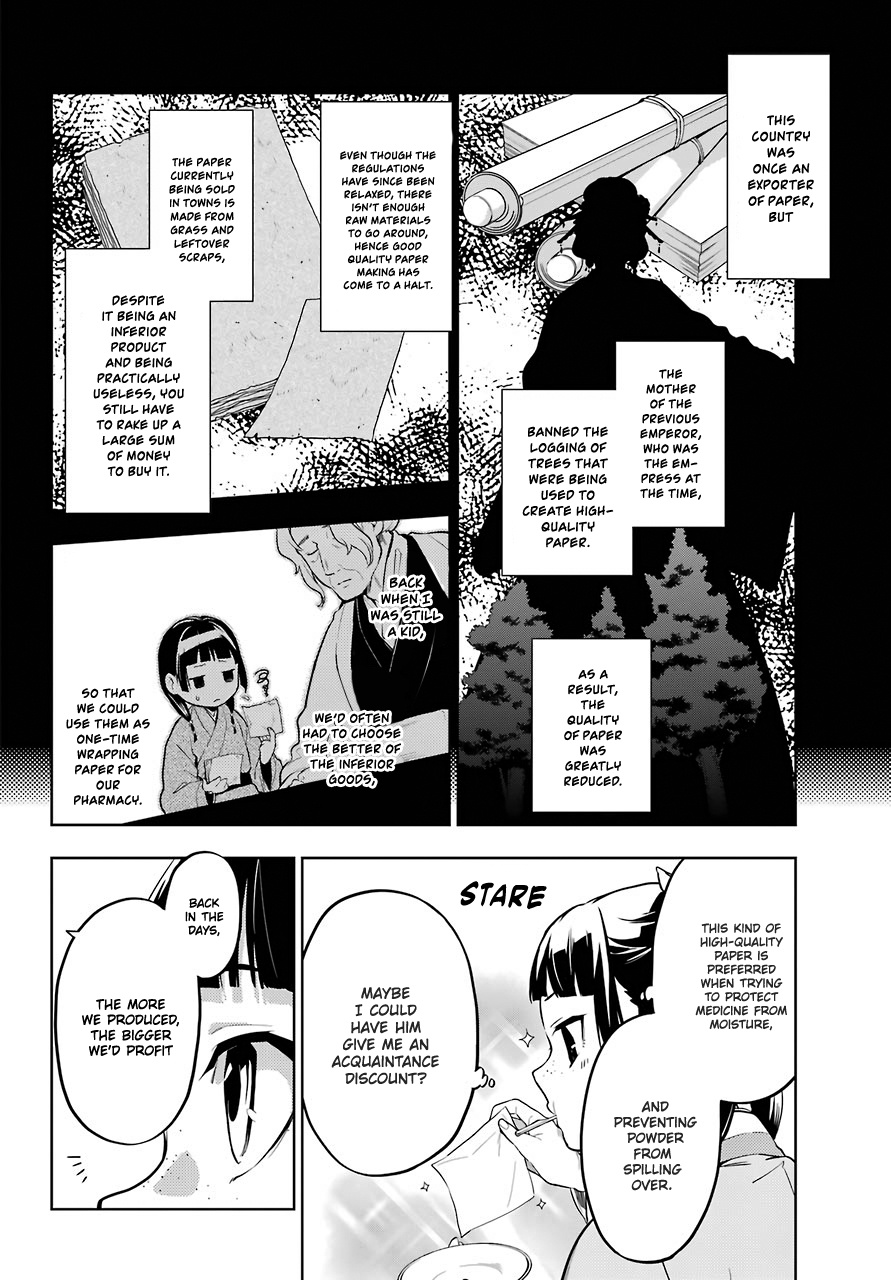 THIS
COUNTRY
WAS
ONCE AN
EXPORTER
OF PAPER,
BUT
THE
MOTHER
OF THE
PREVIOUS
EMPEROR,
WHO WAS
THE EM-
PRESS AT
THE TIME,
BANNED THE
LOGGING OF
TREES THAT
WERE BEING
USED TO
CREATE HIGH-
QUALITY
PAPER.
AS A
RESULT,
THE
QUALITY
OF PAPER
WAS
GREATLY
REDUCED.
EVEN THOUGH THE
REGULATIONS
HAVE SINCE BEEN
RELAXED, THERE
ISN'T ENOUGH
RAW MATERIALS
TO GO AROUND,
HENCE GOOD
QUALITY PAPER
MAKING HAS
COME TO A HALT.
THE PAPER
CURRENTLY
BEING SOLD
IN TOWNS IS
MADE FROM
GRASS AND
LEFTOVER
SCRAPS,
DESPITE
IT BEING AN
INFERIOR
PRODUCT
AND BEING
PRACTICALLY
USELESS, YOU
STILL HAVE
TO RAKE UP A
LARGE SUM
OF MONEY
TO BUY IT.
BACK
WHEN I
WAS STILL
A KID,
WE'D OFTEN
HAD TO CHOOSE
THE BETTER OF
THE INFERIOR
GOODS,
SO THAT
WE COULD
USE THEM AS
ONE-TIME
WRAPPING
PAPER FOR
OUR
PHARMACY.
THIS KIND OF
HIGH-QUALITY
PAPER IS
PREFERRED
WHEN TRYING
TO PROTECT
MEDICINE FROM
MOISTURE,
AND
PREVENTING
POWDER
FROM
SPILLING
OVER.
STARE
MAYBE
I COULD
HAVE HIM
GIVE ME AN
ACQUAINTANCE
DISCOUNT?
BACK
IN THE
DAYS,
THE MORE
WE PRODUCED,
THE BIGGER
WE'D PROFIT